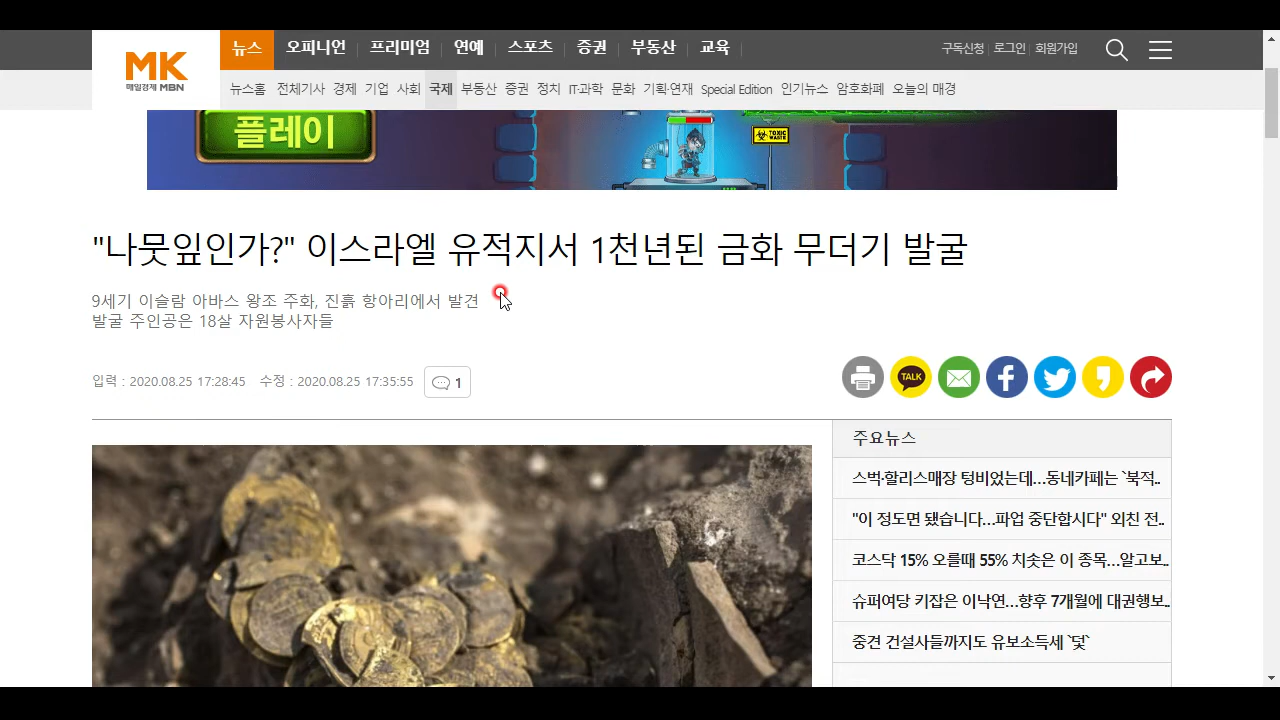 MK
매일경제 MBN
뉴스 오피니언 프리미엄 연예 스포츠 증권 부동산 교육
구독신청 로그인 회원가입
뉴스홈 전체기사 경제 기업 사회 국제 부동산 증권 정치 IT·과학 문화 기획·연재 Special Edition 인기뉴스 암호화폐 오늘의 매경
플레이
TOXIC WASTE
"나뭇잎인가?" 이스라엘 유적지서 1천년된 금화 무더기 발굴
9세기 이슬람 아바스 왕조 주화, 진흙 항아리에서 발견
발굴 주인공은 18살 자원봉사자들
입력 : 2020.08.25 17:28:45 수정 : 2020.08.25 17:35:55 1
TALK
주요뉴스
스벅·할리스매장 텅비었는데…동네카페는 `북적..
"이 정도면 됐습니다…파업 중단합시다" 외친 전..
코스닥 15% 오를때 55% 치솟은 이 종목…알고보..
슈퍼여당 키잡은 이낙연…향후 7개월에 대권행보..
중견 건설사들까지도 유보소득세 `덫`